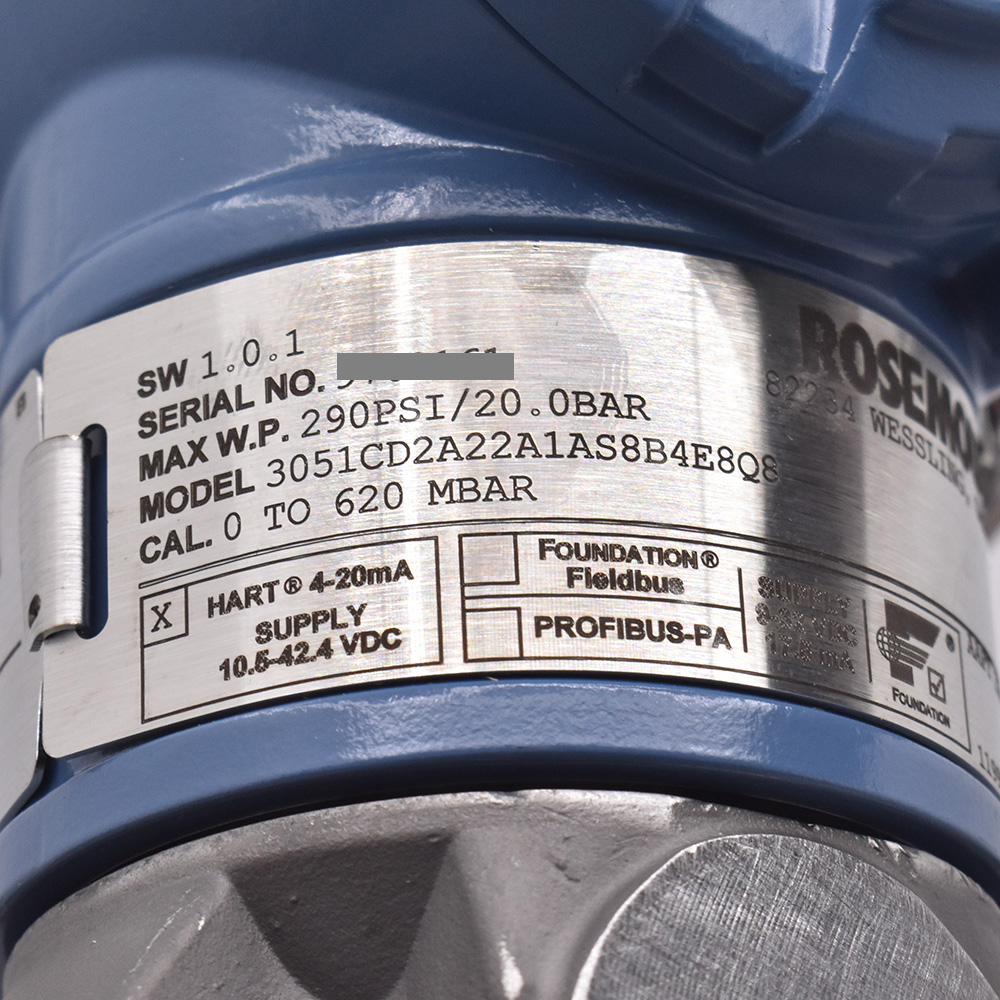 SW 1.0.1
SERIAL NO.
MAX W.P. 290PSI/20.0BAR
MODEL 3051CD2A22A1AS8B4E8Q8
CAL. 0 TO 620 MBAR
X HART® 4-20mA
SUPPLY
10.5-42.4 VDC
FOUNDATION®
Fieldbus
PROFIBUS-PA
SUPPLY
FOUNDATION
82234 WESSLING,